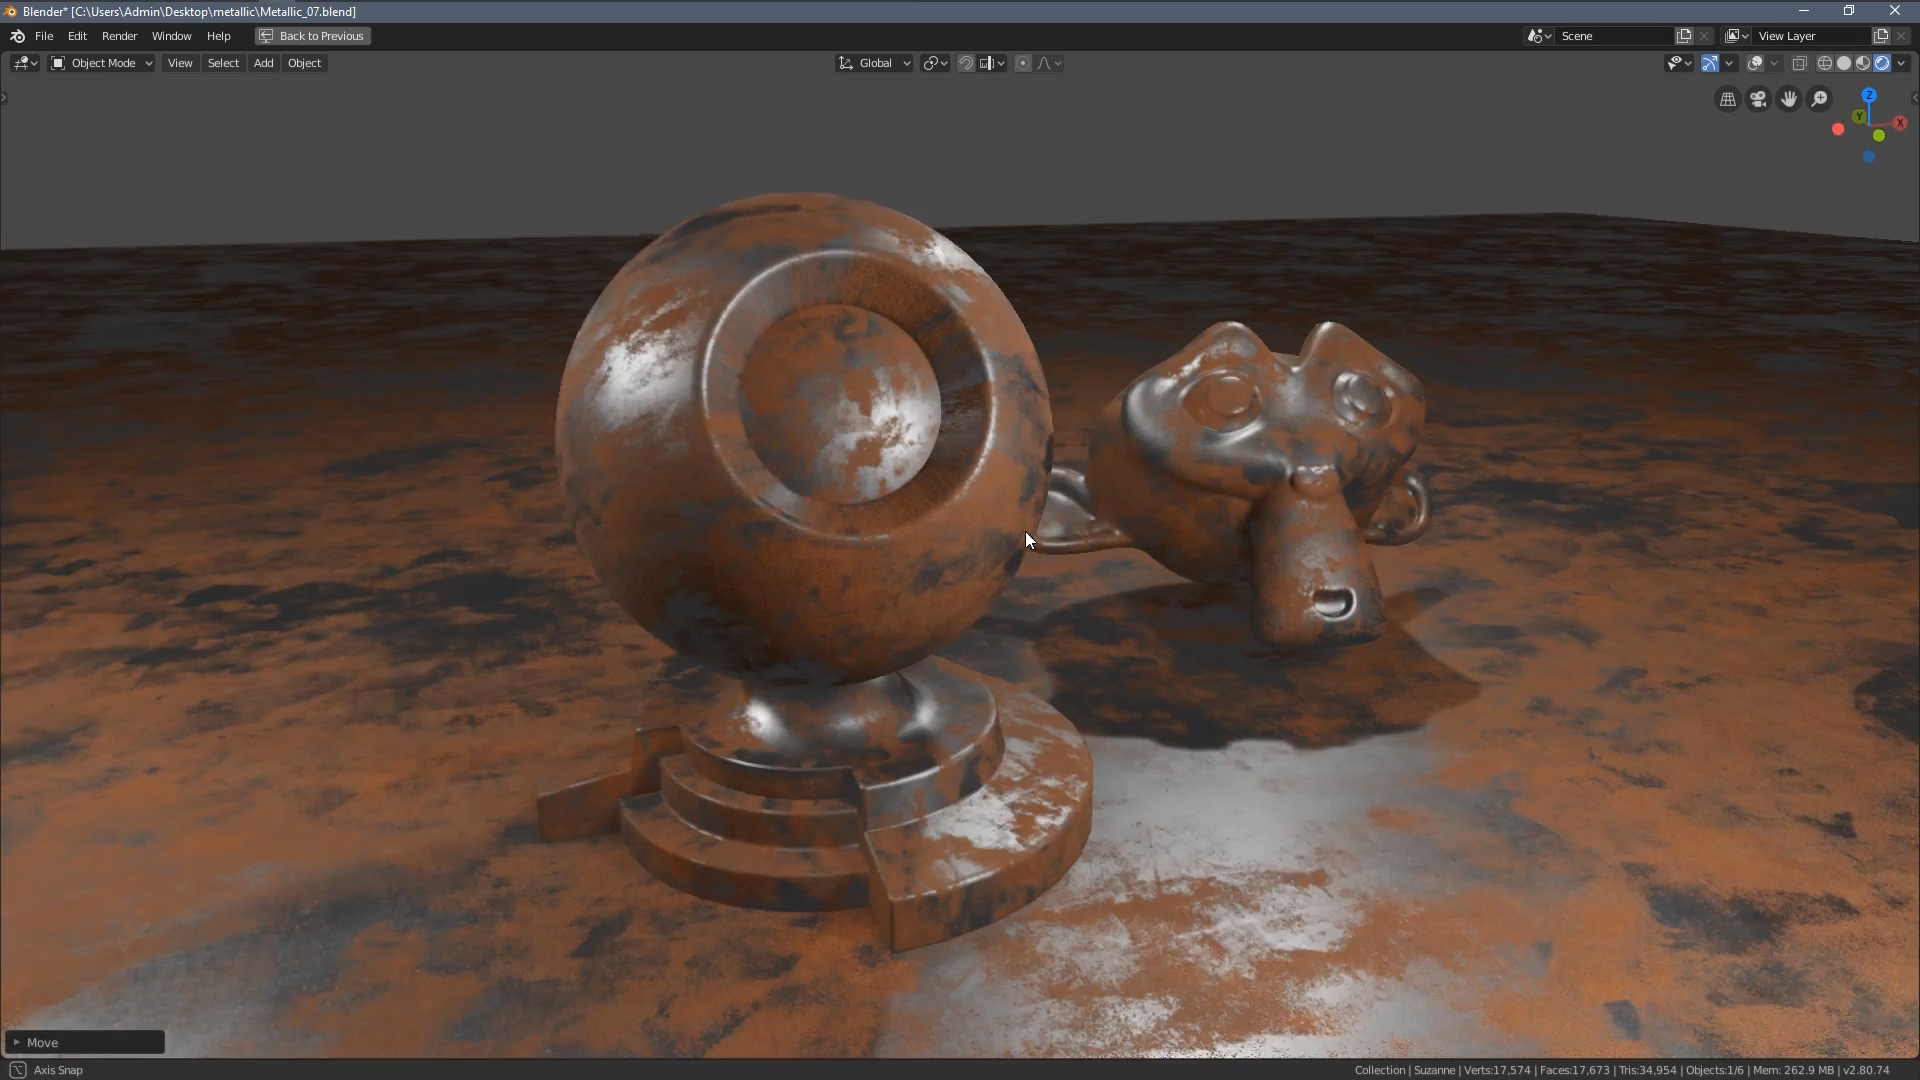 Blender* [C:\Users\Admin\Desktop\metallic\Metallic_07.blend]
File Edit Render Window Help Back to Previous Scene View Layer
Object Mode View Select Add Object Global
Z
Y X
Move
Axis Snap Collection | Suzanne | Verts:17,574 | Faces:17,673 | Tris:34,954 | Objects:1/6 | Mem: 262.9 MB | v2.80.74